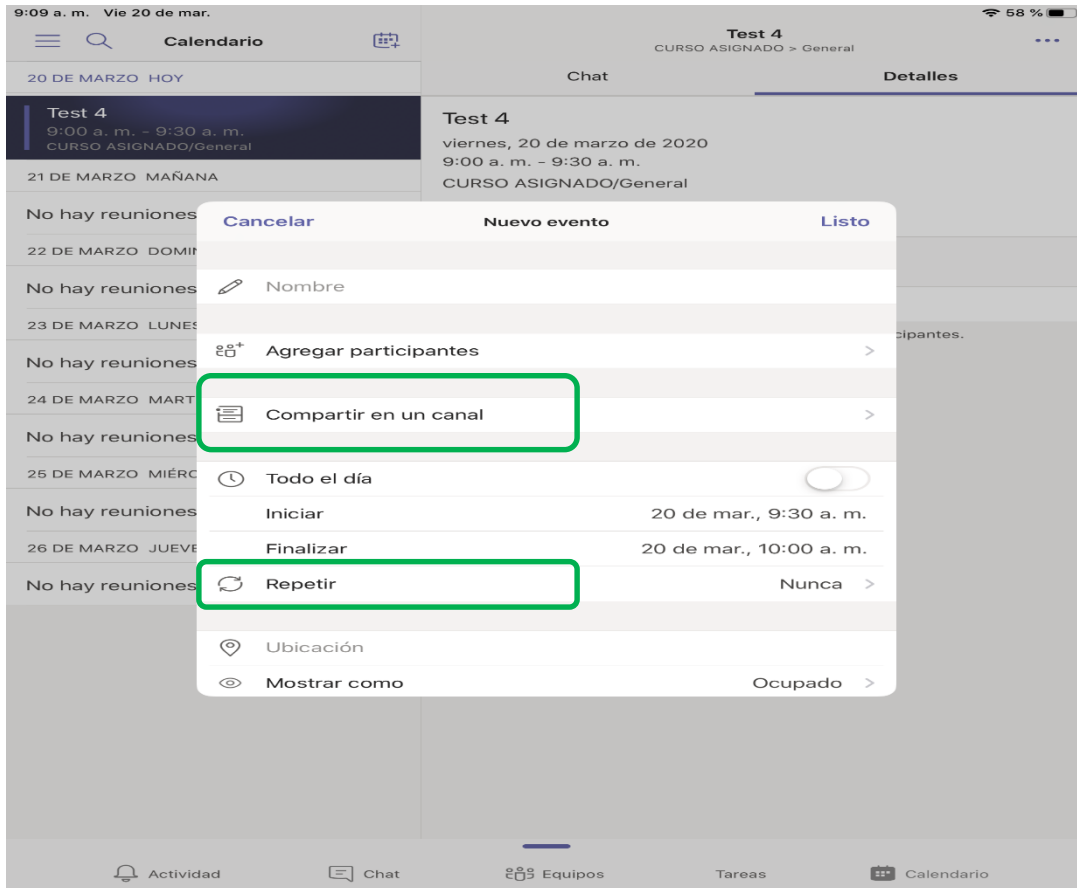 9:09 a. m. Vie 20 de mar.
58 %
Calendario
Test 4
CURSO ASIGNADO > General
20 DE MARZO HOY
Chat
Detalles
Test 4
9:00 a. m. - 9:30 a. m.
CURSO ASIGNADO/General
Test 4
viernes, 20 de marzo de 2020
9:00 a. m. - 9:30 a. m.
CURSO ASIGNADO/General
21 DE MARZO MAÑANA
No hay reuniones
22 DE MARZO DOMIN
No hay reuniones
23 DE MARZO LUNES
No hay reuniones
24 DE MARZO MART
No hay reuniones
25 DE MARZO MIÉRC
No hay reuniones
26 DE MARZO JUEVE
No hay reuniones
cipantes.
Cancelar
Nuevo evento
Listo
Nombre
Agregar participantes
Compartir en un canal
Todo el día
Iniciar 20 de mar., 9:30 a. m.
Finalizar 20 de mar., 10:00 a. m.
Repetir Nunca
Ubicación
Mostrar como Ocupado
Actividad
Chat
Equipos
Tareas
Calendario